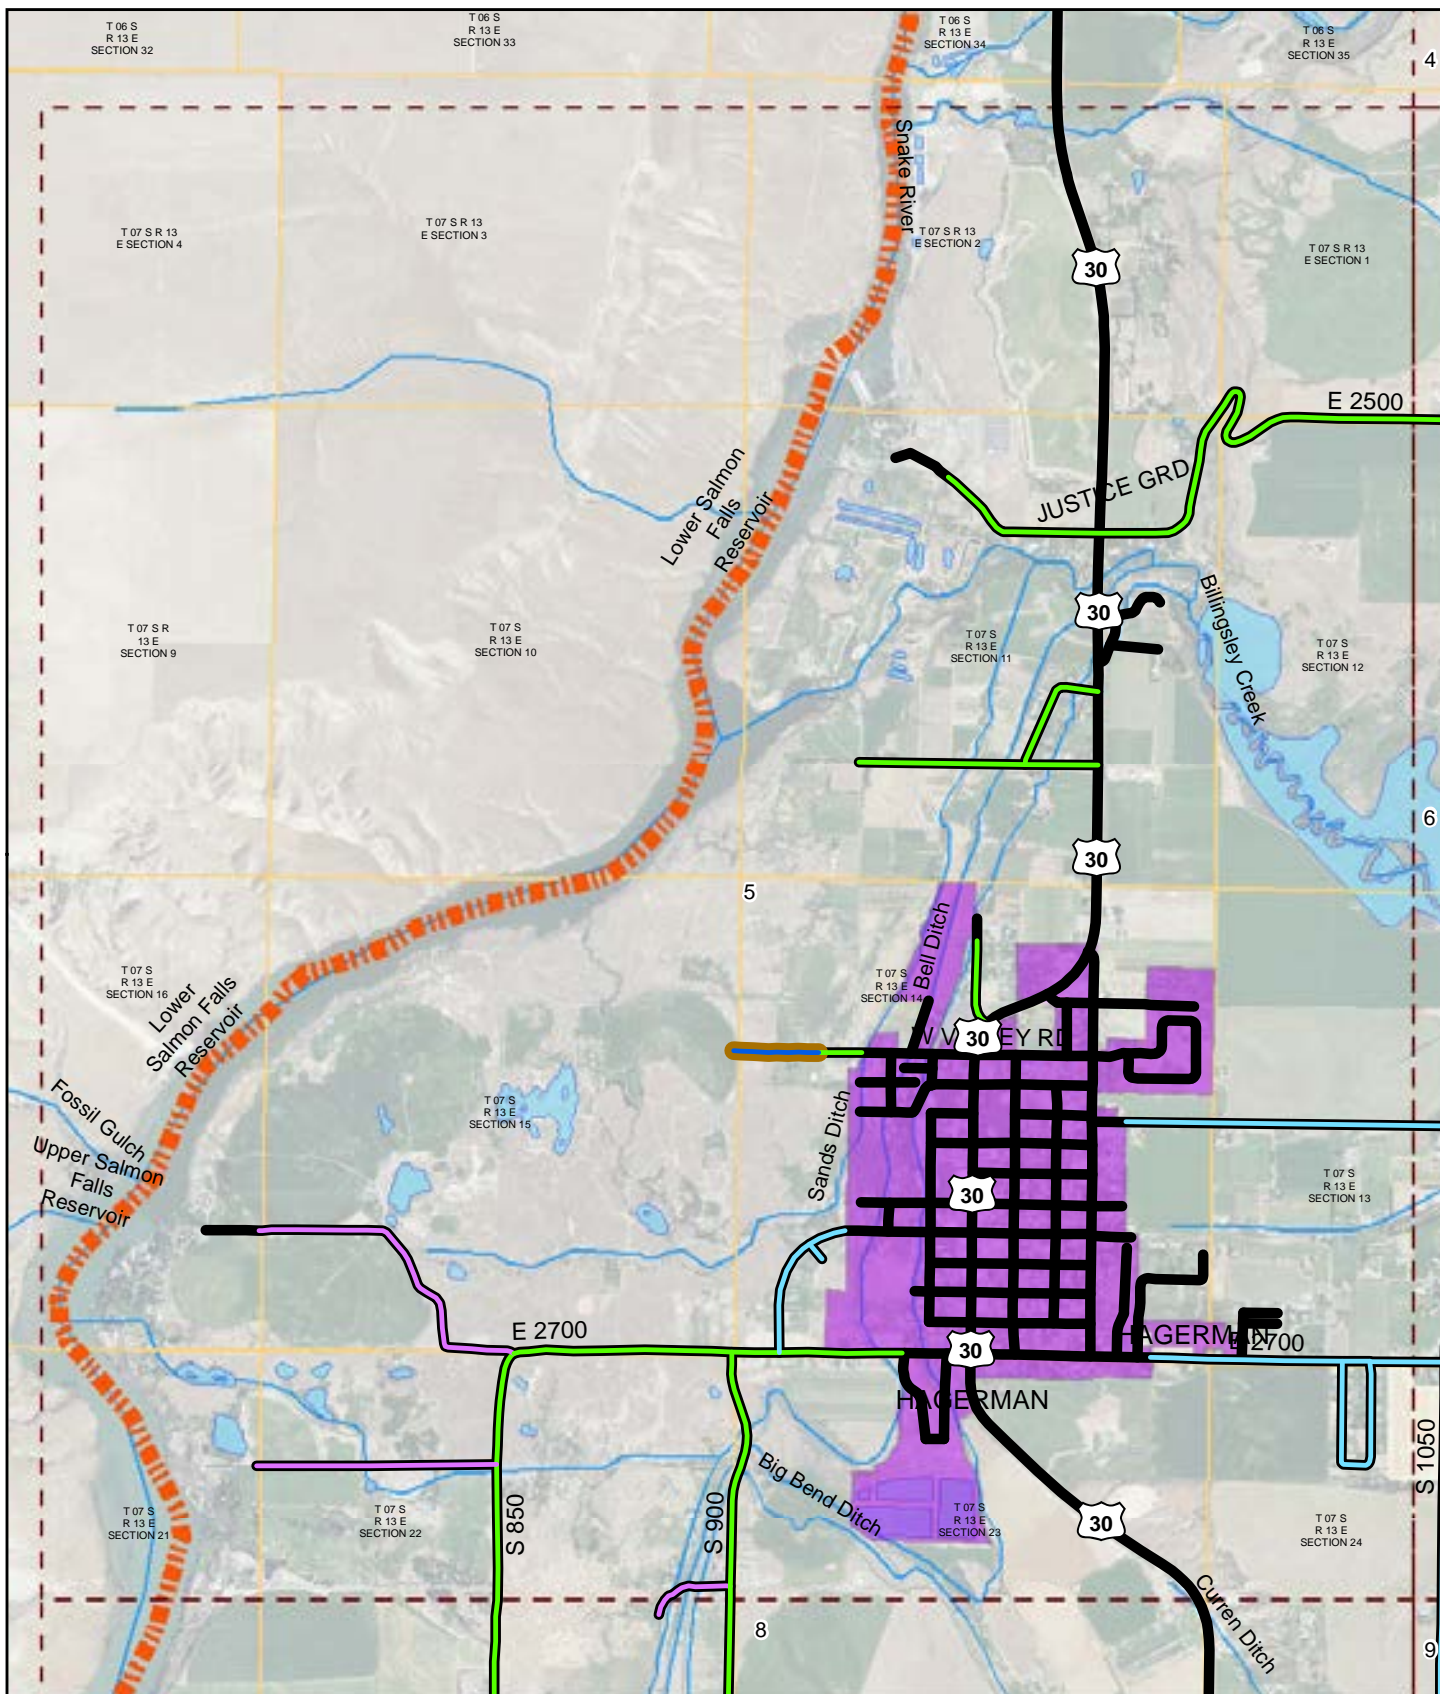 T 06 S
R 13 E
SECTION 32
T 06 S
R 13 E
SECTION 33
T 06 S
R 13 E
SECTION 34
T 06 S
R 13 E
SECTION 35
4
Snake River
T 07 S R 13
E SECTION 4
T 07 S R 13
E SECTION 3
T 07 S R 13
E SECTION 2
T 07 S R 13
E SECTION 1
30
E 2500
JUSTICE GRD
Lower Salmon
Falls
Reservoir
30
Billingsley Creek
T 07 S R
13 E
SECTION 9
T 07 S
R 13 E
SECTION 10
T 07 S
R 13 E
SECTION 11
T 07 S
R 13 E
SECTION 12
6
30
5
Bell Ditch
T 07 S
R 13 E
SECTION 16
T 07 S
R 13 E
SECTION 14
Lower
Salmon Falls
Reservoir
30
Fossil Gulch
T 07 S
R 13 E
SECTION 15
Sands Ditch
Upper Salmon
Falls
Reservoir
30
T 07 S
R 13 E
SECTION 13
E 2700
30
HAGERMAN
2700
HAGERMAN
S 1050
Big Bend Ditch
S 850
S 900
T 07 S
R 13 E
SECTION 21
T 07 S
R 13 E
SECTION 22
T 07 S
R 13 E
SECTION 23
30
T 07 S
R 13 E
SECTION 24
Curren Ditch
8
9